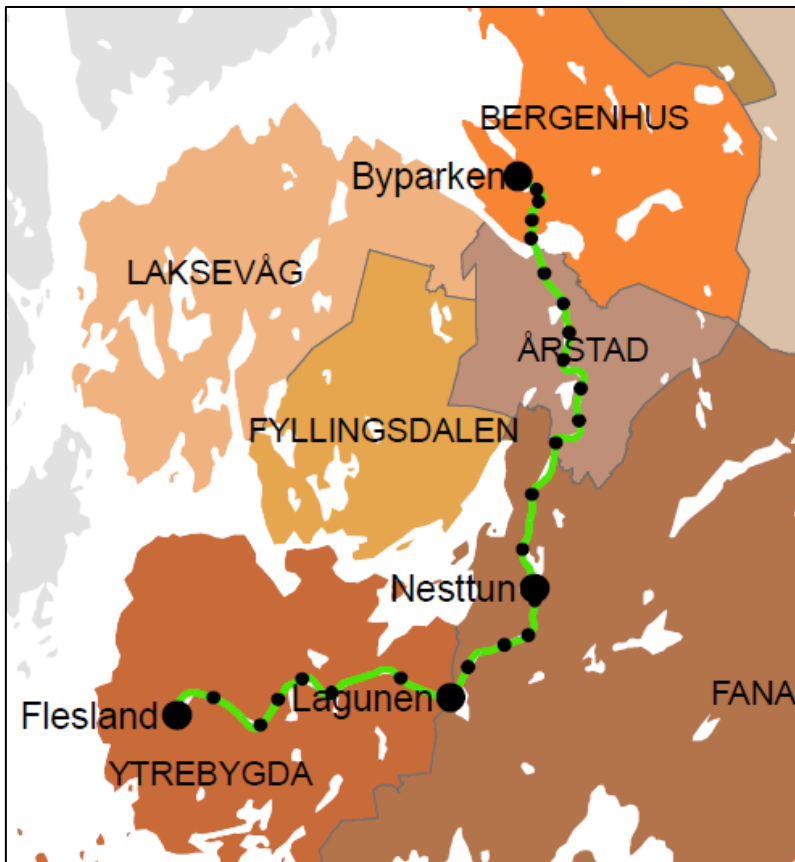 BERGENHUS
Byparken
LAKSEVÅG
ÅRSTAD
FYLLINGSDALEN
Nesttun
FANA
Lagunen
Flesland
YTREBYGDA